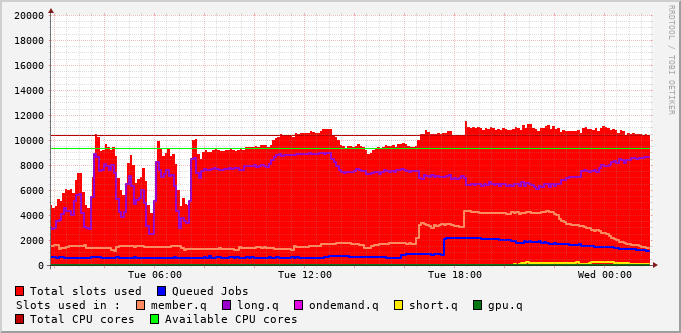 20000
18000
16000
14000
12000
10000
8000
6000
4000
2000
0
Tue 06:00 Tue 12:00 Tue 18:00 Wed 00:00
RRDTOOL / TOBI OETIKER
Total slots used Queued Jobs
Slots used in : member.q long.q ondemand.q short.q gpu.q
Total CPU cores Available CPU cores